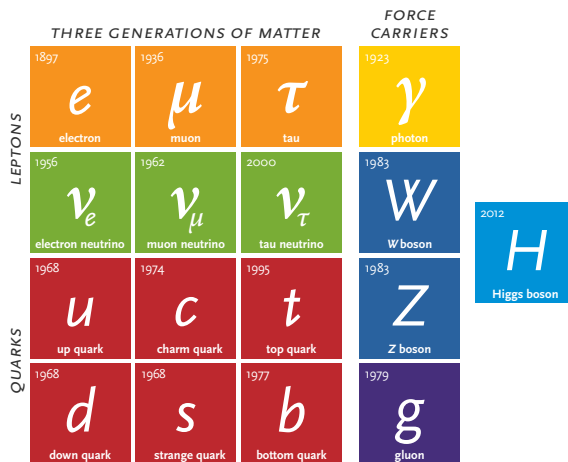 THREE GENERATIONS OF MATTER
FORCE
CARRIERS
LEPTONS
1897
e
electron
1936
μ
muon
1975
τ
tau
1923
γ
photon
1956
νe
electron neutrino
1962
νμ
muon neutrino
2000
ντ
tau neutrino
1983
W
W boson
2012
H
Higgs boson
QUARKS
1968
u
up quark
1974
c
charm quark
1995
t
top quark
1983
Z
Z boson
1968
d
down quark
1968
s
strange quark
1977
b
bottom quark
1979
g
gluon